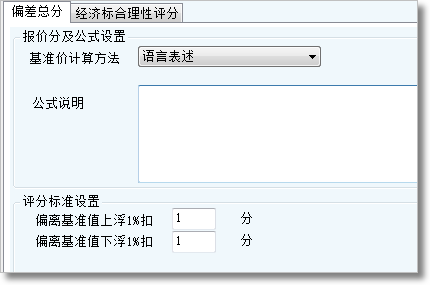 偏差总分 经济标合理性评分
报价分及公式设置
基准价计算方法 语言表述
公式说明
评分标准设置
偏离基准值上浮1%扣 1 分
偏离基准值下浮1%扣 1 分